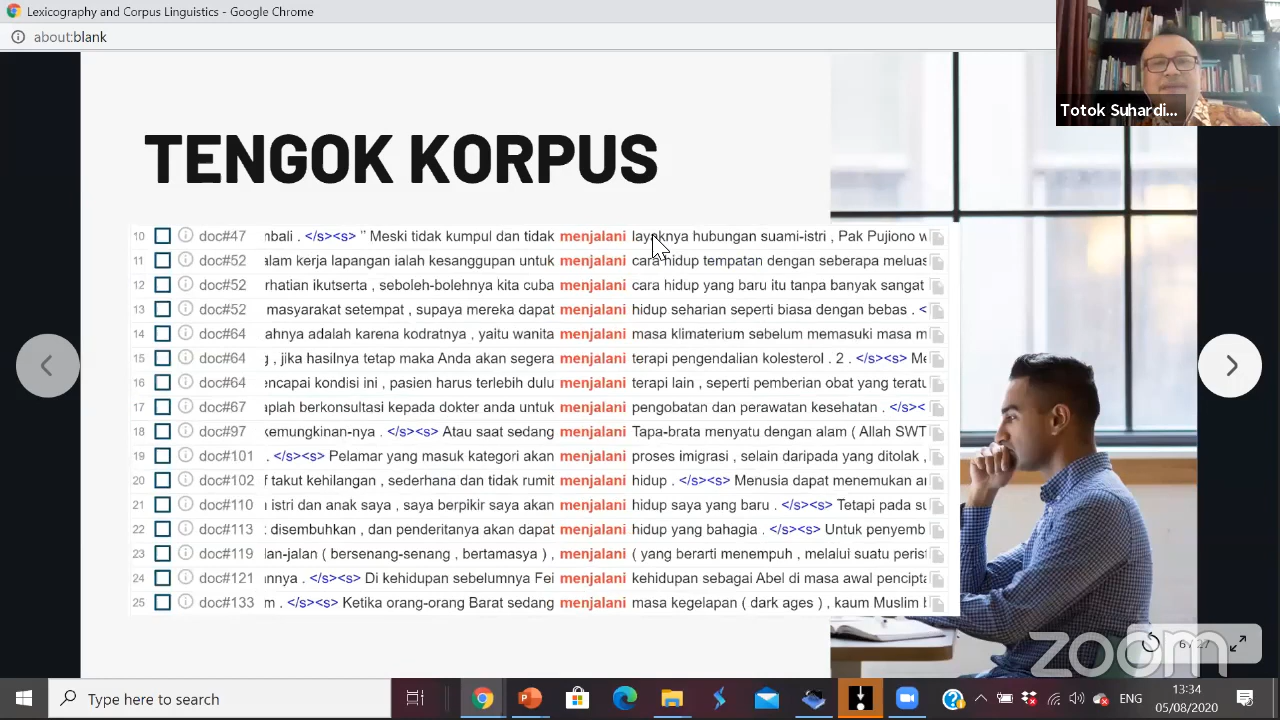 Lexicography and Corpus Linguistics - Google Chrome
about:blank
Totok Suhardi...
TENGOK KORPUS
10 doc#47 nbali . </s><s> " Meski tidak kumpul dan tidak menjalani layaknya hubungan suami-istri , Pak Pujiono w
11 doc#52 alam kerja lapangan ialah kesanggupan untuk menjalani cara hidup tempatan dengan seberapa meluas
12 doc#52 rhatian ikutserta , seboleh-bolehnya kita cuba menjalani cara hidup yang baru itu tanpa banyak sangat
13 doc#52 masyarakat setempat , supaya mereka dapat menjalani hidup seharian seperti biasa dengan bebas . <
14 doc#64 ahnya adalah karena kodratnya , yaitu wanita menjalani masa klimaterium sebelum memasuki masa m
15 doc#64 g , jika hasilnya tetap maka Anda akan segera menjalani terapi pengendalian kolesterol . 2 . </s><s> Me
16 doc#64 encapai kondisi ini , pasien harus terlebih dulu menjalani terapi lain , seperti pemberian obat yang teratu
17 doc#67 aplah berkonsultasi kepada dokter anda untuk menjalani pengobatan dan perawatan kesehatan . </s><
18 doc#97 kemungkinan-nya . </s><s> Atau saat sedang menjalani Tapa-brata menyatu dengan alam ( Allah SWT
19 doc#101 . </s><s> Pelamar yang masuk kategori akan menjalani proses imigrasi , selain daripada yang ditolak ,
20 doc#102 f takut kehilangan , sederhana dan tidak rumit menjalani hidup . </s><s> Menusia dapat menemukan ar
21 doc#110 istri dan anak saya , saya berpikir saya akan menjalani hidup saya yang baru . </s><s> Tetapi pada su
22 doc#113 disembuhkan , dan penderitanya akan dapat menjalani hidup yang bahagia . </s><s> Untuk penyemb
23 doc#119 lan-jalan ( bersenang-senang , bertamasya ) , menjalani ( yang berarti menempuh , melalui suatu peris
24 doc#121 annya . </s><s> Di kehidupan sebelumnya Fei menjalani kehidupan sebagai Abel di masa awal pencipta
25 doc#133 m . </s><s> Ketika orang-orang Barat sedang menjalani masa kegelapan ( dark ages ) , kaum Muslim
zoom
Type here to search
ENG
13:34
05/08/2020